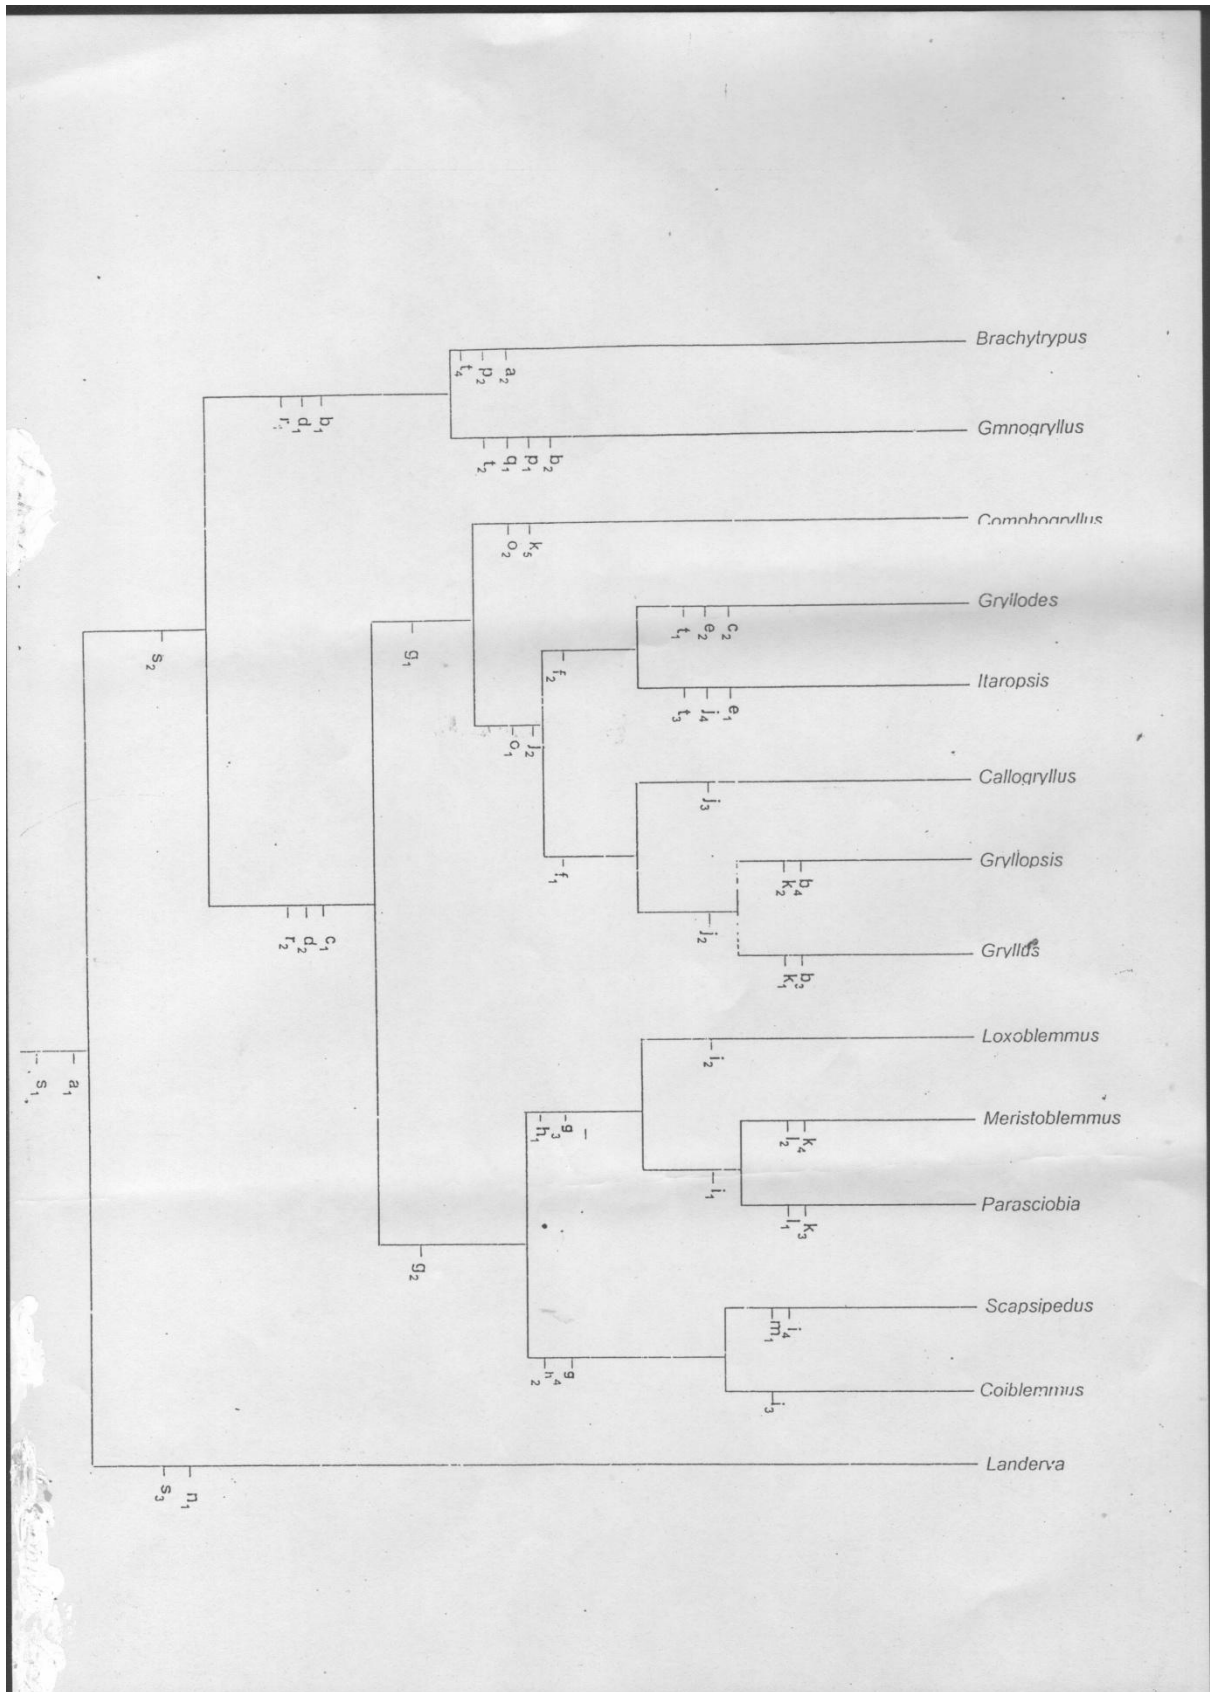 Brachytrypus
a2
p2
t4
b1
d1
r
Gmnogryllus
b2
p1
q1
t2
Comphogryllus
k5
o2
Gryllodes
c2
e2
t1
g1
s2
f2
Itaropsis
e1
j4
t3
j2
o1
Callogryllus
j3
Gryllopsis
b4
k2
f1
j2
c1
d2
r2
Gryllus
b3
k1
Loxoblemmus
i2
a1
s1
g3
h1
Meristoblemmus
k4
l2
i1
Parasciobia
k3
l1
g2
Scapsipedus
i4
m1
g4
h2
Coiblemmus
i3
Landerva
n1
s3